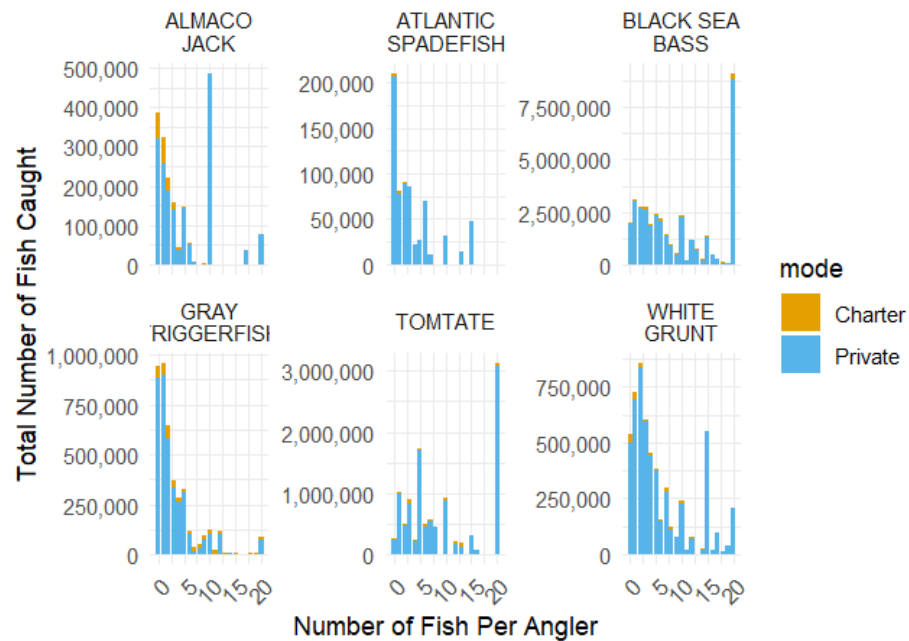 ALMACO
JACK
ATLANTIC
SPADEFISH
BLACK SEA
BASS
500,000
400,000
300,000
200,000
100,000
0
200,000
150,000
100,000
50,000
0
7,500,000
5,000,000
2,500,000
0
GRAY
TRIGGERFISH
TOMTATE
WHITE
GRUNT
1,000,000
750,000
500,000
250,000
0
3,000,000
2,000,000
1,000,000
0
750,000
500,000
250,000
0
0 5 10 15 20
0 5 10 15 20
0 5 10 15 20
Total Number of Fish Caught
Number of Fish Per Angler
mode
Charter
Private